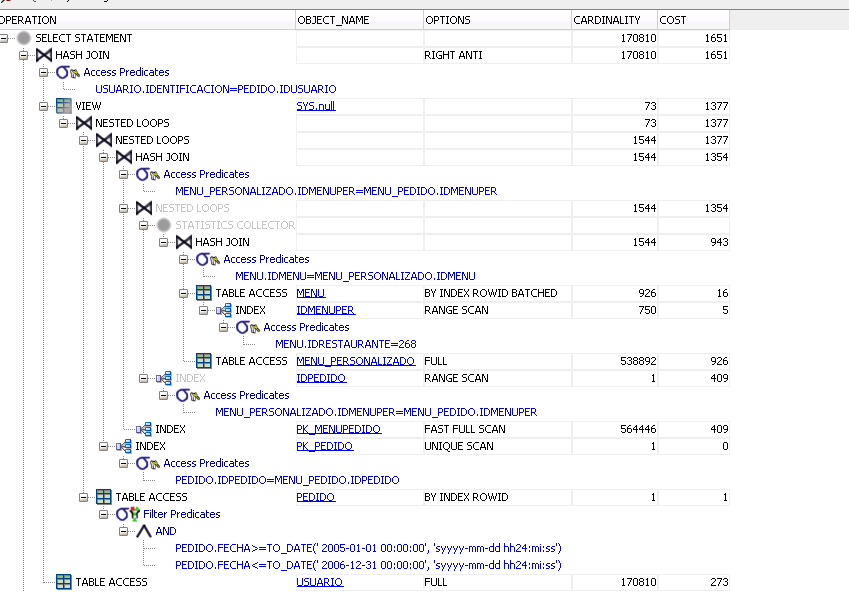 OPERATION OBJECT_NAME OPTIONS CARDINALITY COST
SELECT STATEMENT 170810 1651
HASH JOIN RIGHT ANTI 170810 1651
Access Predicates
USUARIO.IDENTIFICACION=PEDIDO.IDUSUARIO
VIEW SYS.null 73 1377
NESTED LOOPS 73 1377
NESTED LOOPS 1544 1377
HASH JOIN 1544 1354
Access Predicates
MENU_PERSONALIZADO.IDMENUPER=MENU_PEDIDO.IDMENUPER
NESTED LOOPS 1544 1354
STATISTICS COLLECTOR
HASH JOIN 1544 943
Access Predicates
MENU.IDMENU=MENU_PERSONALIZADO.IDMENU
TABLE ACCESS MENU BY INDEX ROWID BATCHED 926 16
INDEX IDMENUPER RANGE SCAN 750 5
Access Predicates
MENU.IDRESTAURANTE=268
TABLE ACCESS MENU_PERSONALIZADO FULL 538892 926
INDEX IDPEDIDO RANGE SCAN 1 409
Access Predicates
MENU_PERSONALIZADO.IDMENUPER=MENU_PEDIDO.IDMENUPER
INDEX PK_MENUPEDIDO FAST FULL SCAN 564446 409
INDEX PK_PEDIDO UNIQUE SCAN 1 0
Access Predicates
PEDIDO.IDPEDIDO=MENU_PEDIDO.IDPEDIDO
TABLE ACCESS PEDIDO BY INDEX ROWID 1 1
Filter Predicates
AND
PEDIDO.FECHA>=TO_DATE(' 2005-01-01 00:00:00', 'syyyy-mm-dd hh24:mi:ss')
PEDIDO.FECHA<=TO_DATE(' 2006-12-31 00:00:00', 'syyyy-mm-dd hh24:mi:ss')
TABLE ACCESS USUARIO FULL 170810 273